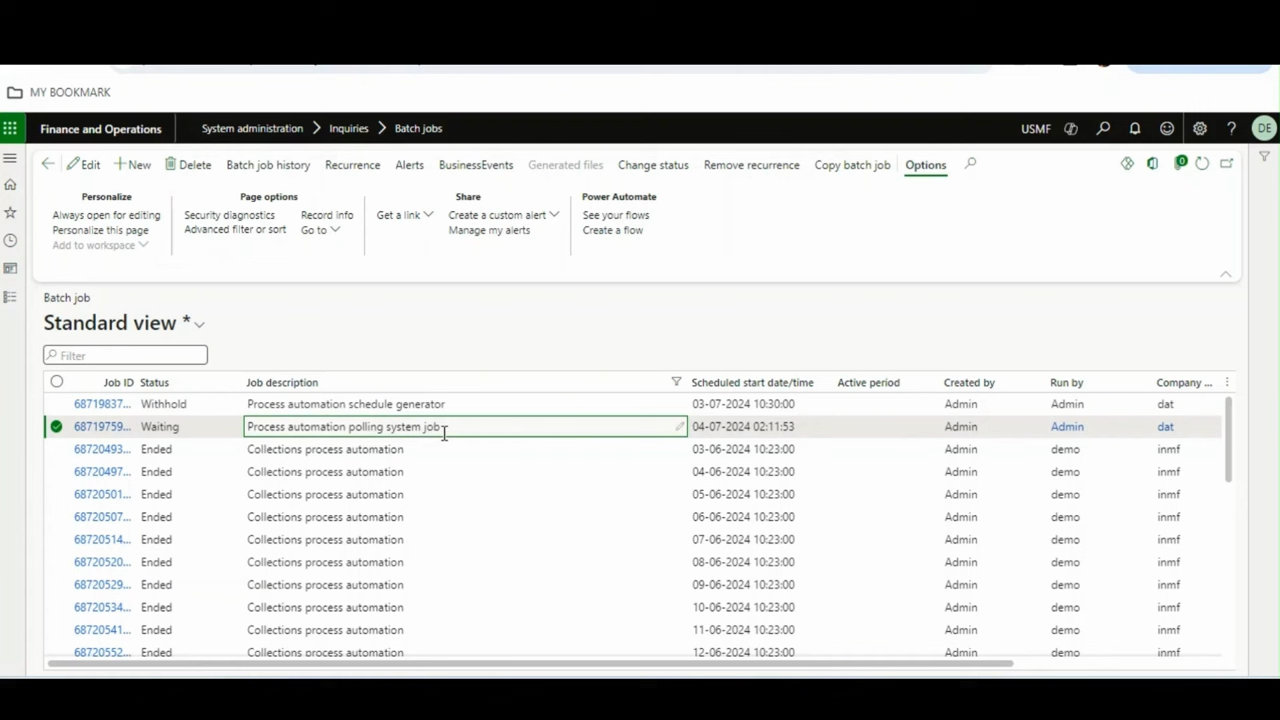 MY BOOKMARK
Finance and Operations System administration Inquiries Batch jobs USMF ? DE
Edit New Delete Batch job history Recurrence Alerts BusinessEvents Generated files Change status Remove recurrence Copy batch job Options 0
Personalize Page options Share Power Automate
Always open for editing Security diagnostics Record info Get a link Create a custom alert See your flows
Personalize this page Advanced filter or sort Go to Manage my alerts Create a flow
Add to workspace
Batch job
Standard view *
Filter
Job ID Status Job description Scheduled start date/time Active period Created by Run by Company ...
68719837... Withhold Process automation schedule generator 03-07-2024 10:30:00 Admin Admin dat
68719759... Waiting Process automation polling system job 04-07-2024 02:11:53 Admin Admin dat
68720493... Ended Collections process automation 03-06-2024 10:23:00 Admin demo inmf
68720497... Ended Collections process automation 04-06-2024 10:23:00 Admin demo inmf
68720501... Ended Collections process automation 05-06-2024 10:23:00 Admin demo inmf
68720507... Ended Collections process automation 06-06-2024 10:23:00 Admin demo inmf
68720514... Ended Collections process automation 07-06-2024 10:23:00 Admin demo inmf
68720520... Ended Collections process automation 08-06-2024 10:23:00 Admin demo inmf
68720529... Ended Collections process automation 09-06-2024 10:23:00 Admin demo inmf
68720534... Ended Collections process automation 10-06-2024 10:23:00 Admin demo inmf
68720541... Ended Collections process automation 11-06-2024 10:23:00 Admin demo inmf
68720552... Ended Collections process automation 12-06-2024 10:23:00 Admin demo inmf